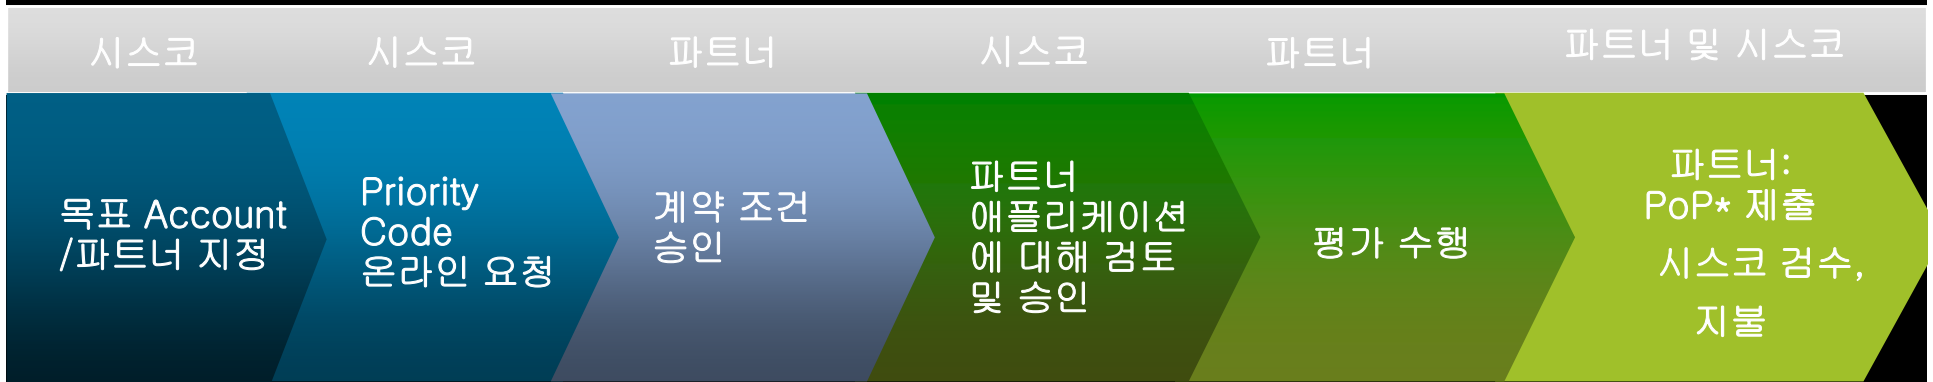 시스코
시스코
파트너
시스코
파트너
파트너 및 시스코
목표 Account
/파트너 지정
Priority
Code
온라인 요청
계약 조건
승인
파트너
애플리케이션
에 대해 검토
및 승인
평가 수행
파트너:
PoP* 제출
시스코 검수,
지불